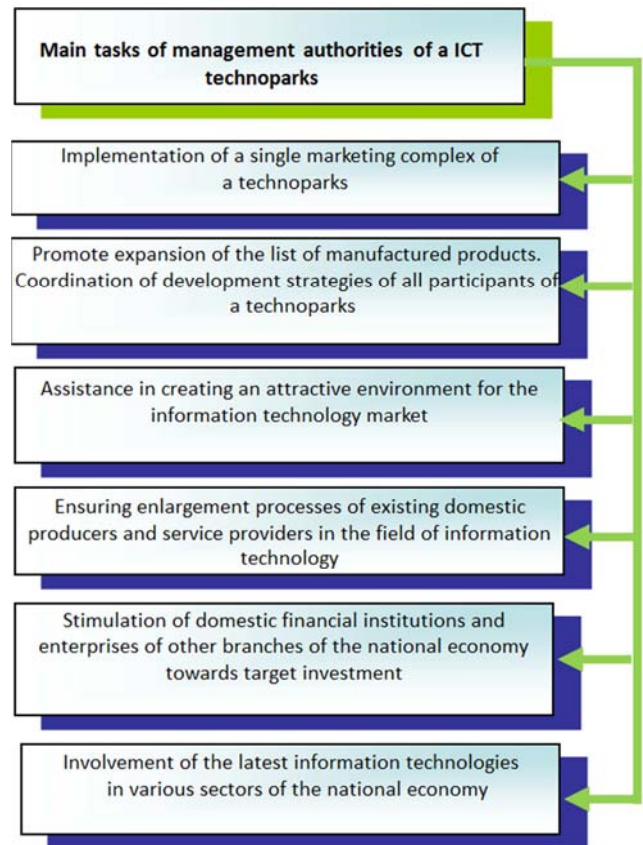 Main tasks of management authorities of a ICT
technoparks
Implementation of a single marketing complex of
a technoparks
Promote expansion of the list of manufactured products.
Coordination of development strategies of all participants of
a technoparks
Assistance in creating an attractive environment for the
information technology market
Ensuring enlargement processes of existing domestic
producers and service providers in the field of information
technology
Stimulation of domestic financial institutions and
enterprises of other branches of the national economy
towards target investment
Involvement of the latest information technologies
in various sectors of the national economy